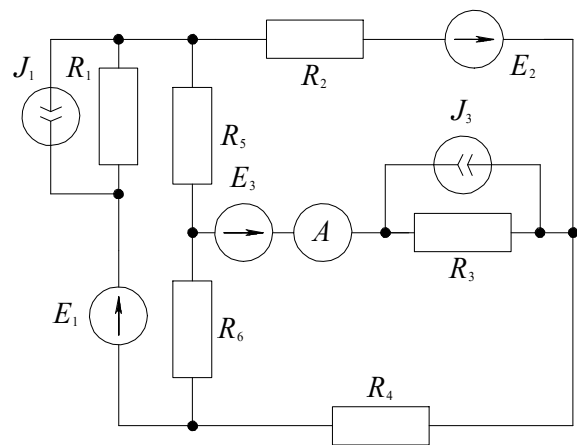 J₁
R₁
R₂
E₂
J₃
R₅
E₃
A
R₃
E₁
R₆
R₄